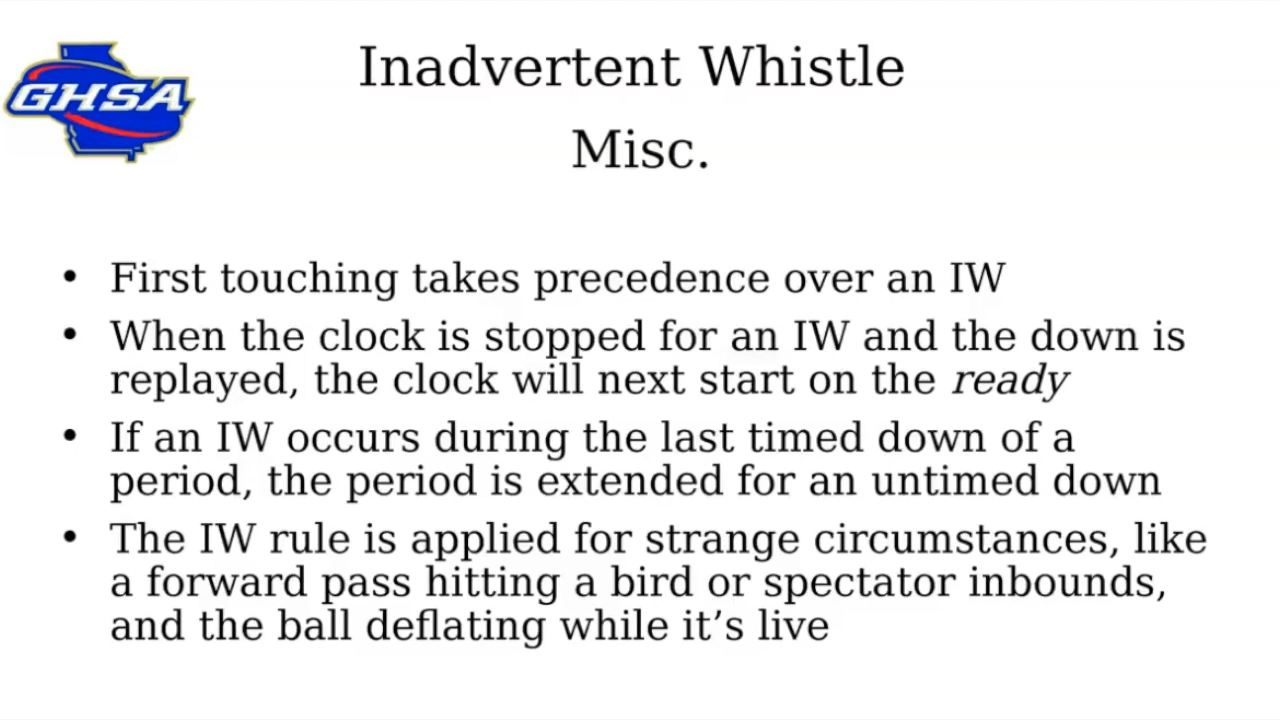 GHSA
Inadvertent Whistle
Misc.
• First touching takes precedence over an IW
• When the clock is stopped for an IW and the down is
replayed, the clock will next start on the ready
• If an IW occurs during the last timed down of a
period, the period is extended for an untimed down
• The IW rule is applied for strange circumstances, like
a forward pass hitting a bird or spectator inbounds,
and the ball deflating while it’s live